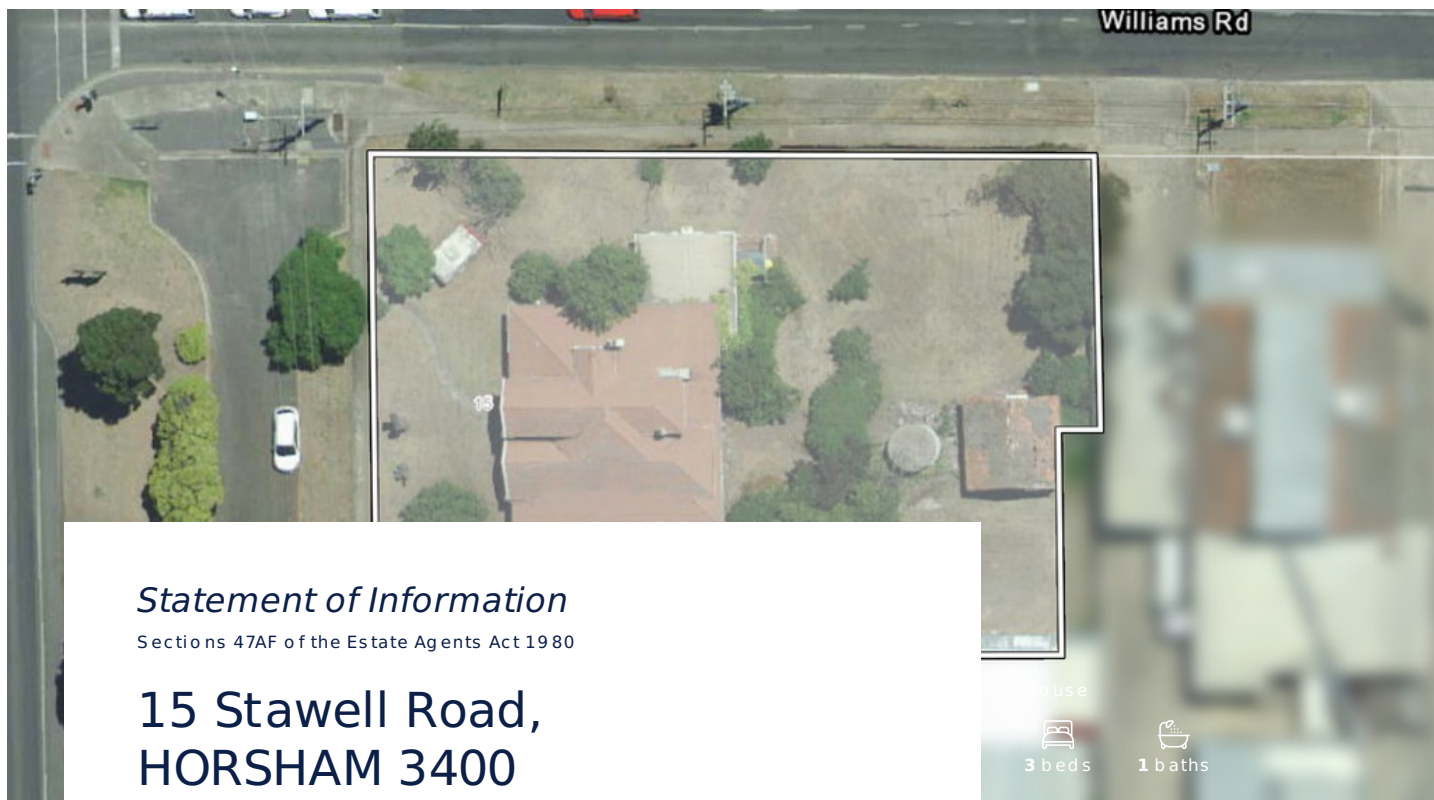 Williams Rd
15
Statement of Information
Sections 47AF of the Estate Agents Act 1980
15 Stawell Road,
HORSHAM 3400
ouse
3 beds 1 baths